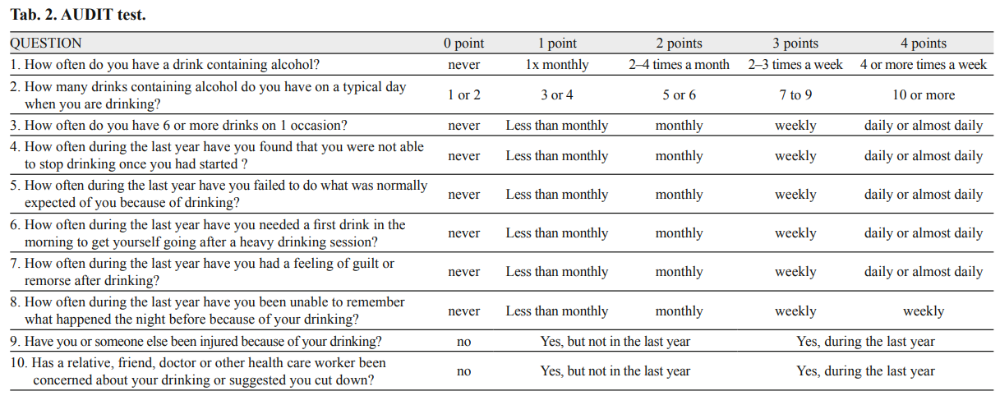 Tab. 2. AUDIT test.
QUESTION 0 point 1 point 2 points 3 points 4 points
1. How often do you have a drink containing alcohol? never 1x monthly 2–4 times a month 2–3 times a week 4 or more times a week
2. How many drinks containing alcohol do you have on a typical day
when you are drinking? 1 or 2 3 or 4 5 or 6 7 to 9 10 or more
3. How often do you have 6 or more drinks on 1 occasion? never Less than monthly monthly weekly daily or almost daily
4. How often during the last year have you found that you were not able
to stop drinking once you had started ? never Less than monthly monthly weekly daily or almost daily
5. How often during the last year have you failed to do what was normally
expected of you because of drinking? never Less than monthly monthly weekly daily or almost daily
6. How often during the last year have you needed a first drink in the
morning to get yourself going after a heavy drinking session? never Less than monthly monthly weekly daily or almost daily
7. How often during the last year have you had a feeling of guilt or
remorse after drinking? never Less than monthly monthly weekly daily or almost daily
8. How often during the last year have you been unable to remember
what happened the night before because of your drinking? never Less than monthly monthly weekly weekly
9. Have you or someone else been injured because of your drinking? no Yes, but not in the last year Yes, during the last year
10. Has a relative, friend, doctor or other health care worker been
concerned about your drinking or suggested you cut down? no Yes, but not in the last year Yes, during the last year